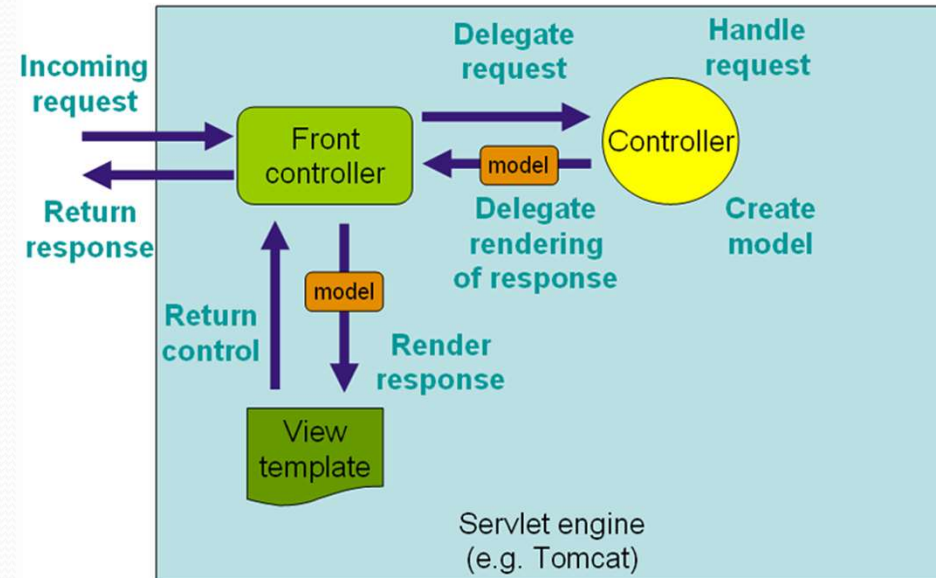 Incoming
request
Return
response
Front
controller
Delegate
request
Handle
request
Controller
model
Delegate
rendering
of response
Create
model
Return
control
model
Render
response
View
template
Servlet engine
(e.g. Tomcat)